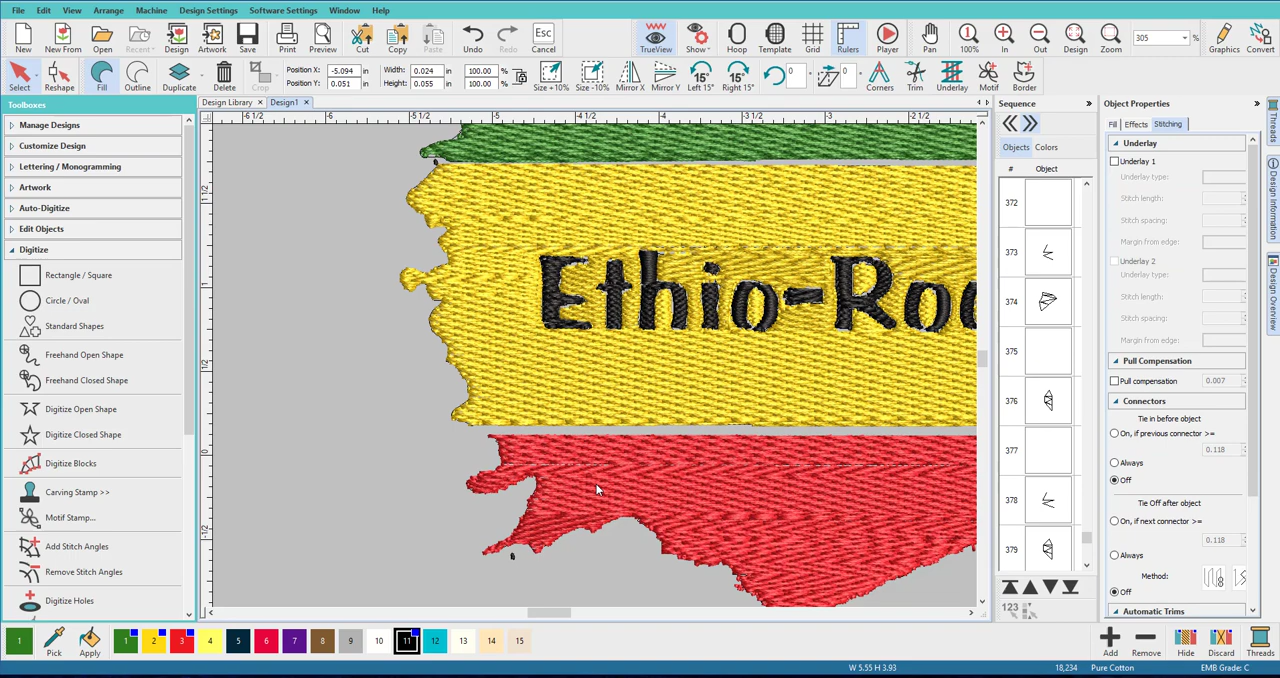 File Edit View Arrange Machine Design Settings Software Settings Window Help
New New From Open Recent... Design Artwork Save Print Preview Cut Copy Paste Undo Redo Esc Cancel TrueView Show Hoop Template Grid Rulers Player Pan 100% In Out Design Zoom 305 Graphics Convert
Select Reshape Fill Outline Duplicate Delete Crop Position X -5.094 in Width: 0.024 in 100.00 % Size +10% Size -10% Mirror X Mirror Y Left 15° Right 15° 0 0 Corners Trim Underlay Motif Border
Position Y 0.051 in Height: 0.055 in 100.00 %
Toolboxes
Manage Designs
Customize Design
Lettering / Monogramming
Artwork
Auto-Digitize
Edit Objects
Digitize
Rectangle / Square
Circle / Oval
Standard Shapes
Freehand Open Shape
Freehand Closed Shape
Digitize Open Shape
Digitize Closed Shape
Digitize Blocks
Carving Stamp >>
Motif Stamp...
Add Stitch Angles
Remove Stitch Angles
Digitize Holes
Design Library Design1
Ethio-Roo
Sequence
Objects Colors
# Object
372
373
374
375
376
377
378
379
123
Object Properties
Fill Effects Stitching
Underlay
Underlay 1
Underlay type:
Stitch length:
Stitch spacing:
Margin from edge:
Underlay 2
Underlay type:
Stitch length:
Stitch spacing:
Margin from edge:
Pull Compensation
Pull compensation 0.007
Connectors
Tie in before object
On, if previous connector >=
0.118
Always
Off
Tie Off after object
On, if next connector >=
0.118
Always
Method:
Off
Automatic Trims
Threads
Design Information
Design Overview
1 Pick Apply 1 2 3 4 5 6 7 8 9 10 11 12 13 14 15 Add Remove Hide Discard Threads
W 5.55 H 3.93 18,234 Pure Cotton EMB Grade: C